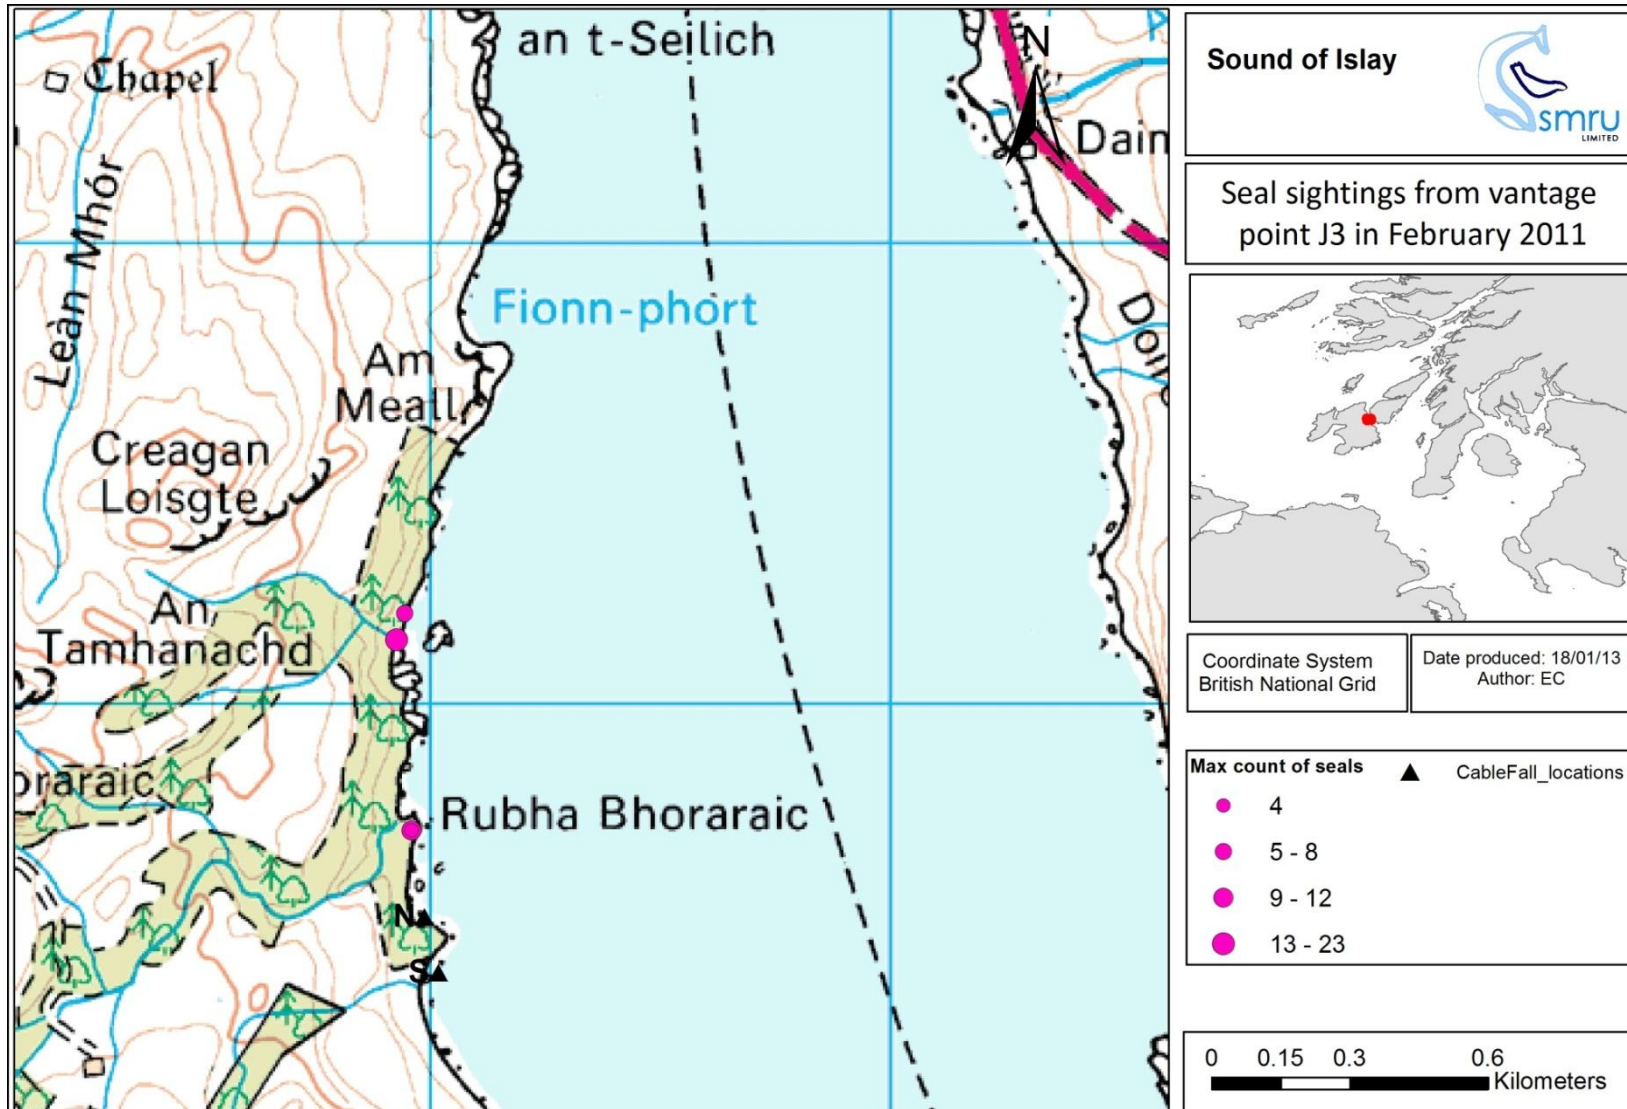 an t-Seilich
Chapel
Leàn Mhór
N
Dain
Fionn-phort
Doir
Am
Meall
Creagan
Loisgte
An
Tamhanachd
oraraic
Rubha Bhoraraic
N
S
Sound of Islay
smru
LIMITED
Seal sightings from vantage
point J3 in February 2011
Coordinate System
British National Grid
Date produced: 18/01/13
Author: EC
Max count of seals
CableFall_locations
4
5 - 8
9 - 12
13 - 23
0 0.15 0.3 0.6
Kilometers